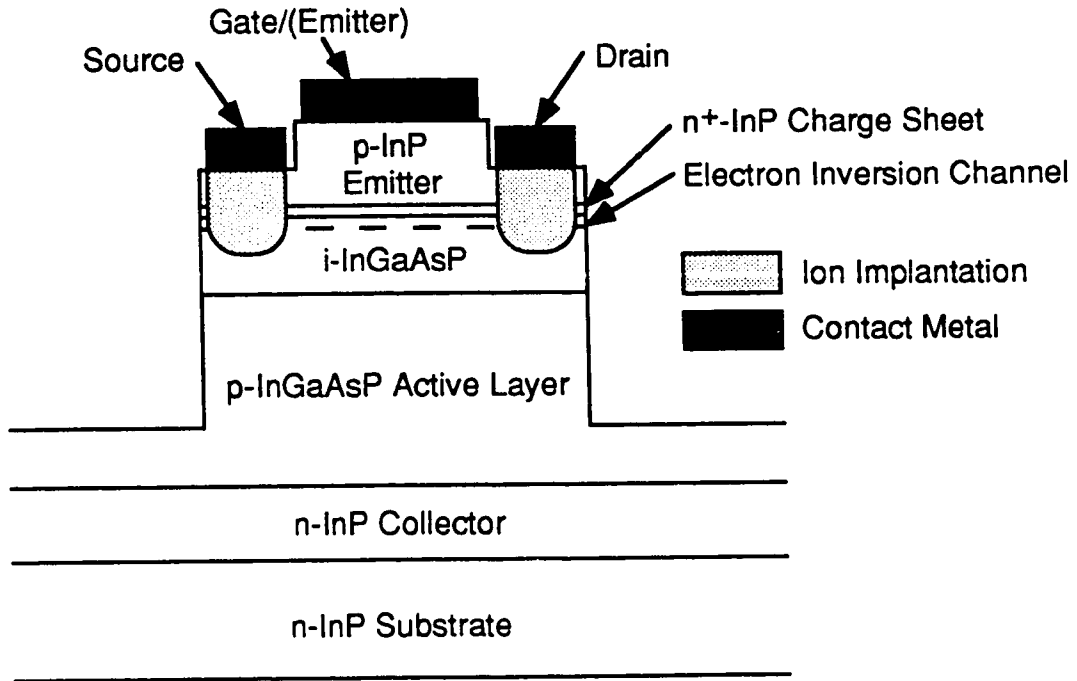 Gate/(Emitter)
Source
Drain
n+-InP Charge Sheet
p-InP
Emitter
Electron Inversion Channel
i-InGaAsP
Ion Implantation
Contact Metal
p-InGaAsP Active Layer
n-InP Collector
n-InP Substrate